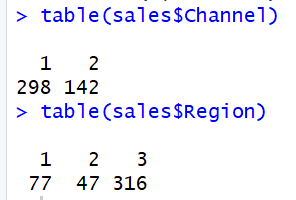 > table(sales$Channel)
1 2
298 142
> table(sales$Region)
1 2 3
77 47 316